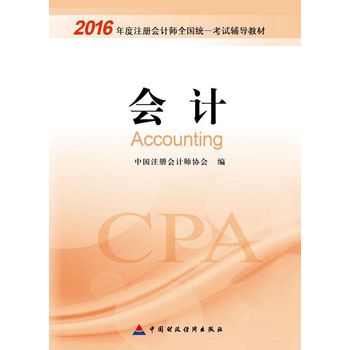 2016年度注册会计师全国统一考试辅导教材
会计
Accounting
中国注册会计师协会 编
CPA
中国财政经济出版社